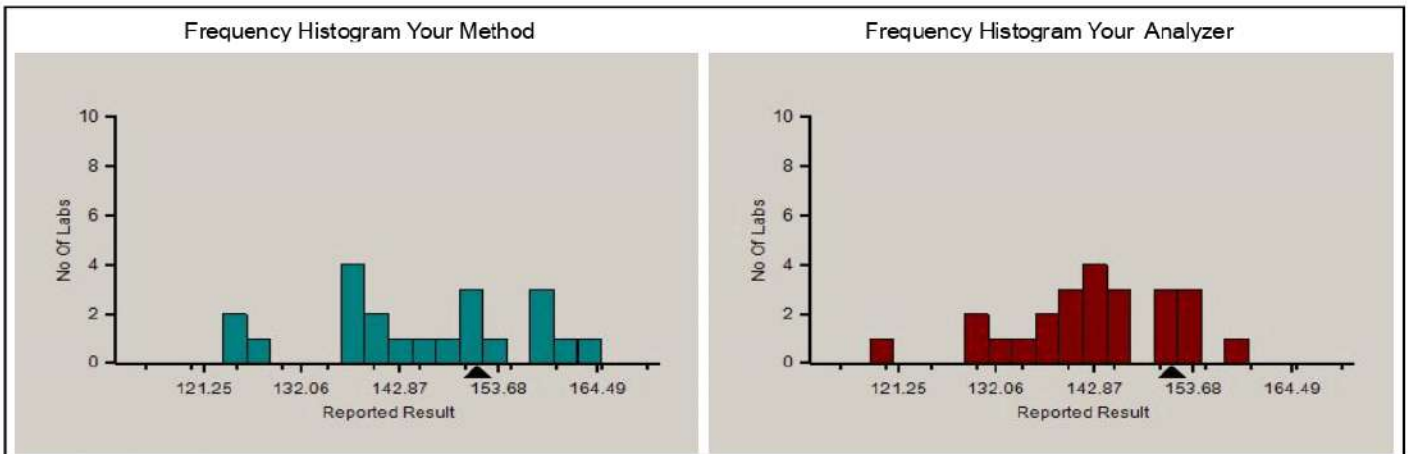 Frequency Histogram Your Method
10
8
6
4
2
0
No Of Labs
121.25 132.06 142.87 153.68 164.49
Reported Result
Frequency Histogram Your Analyzer
10
8
6
4
2
0
No Of Labs
121.25 132.06 142.87 153.68 164.49
Reported Result